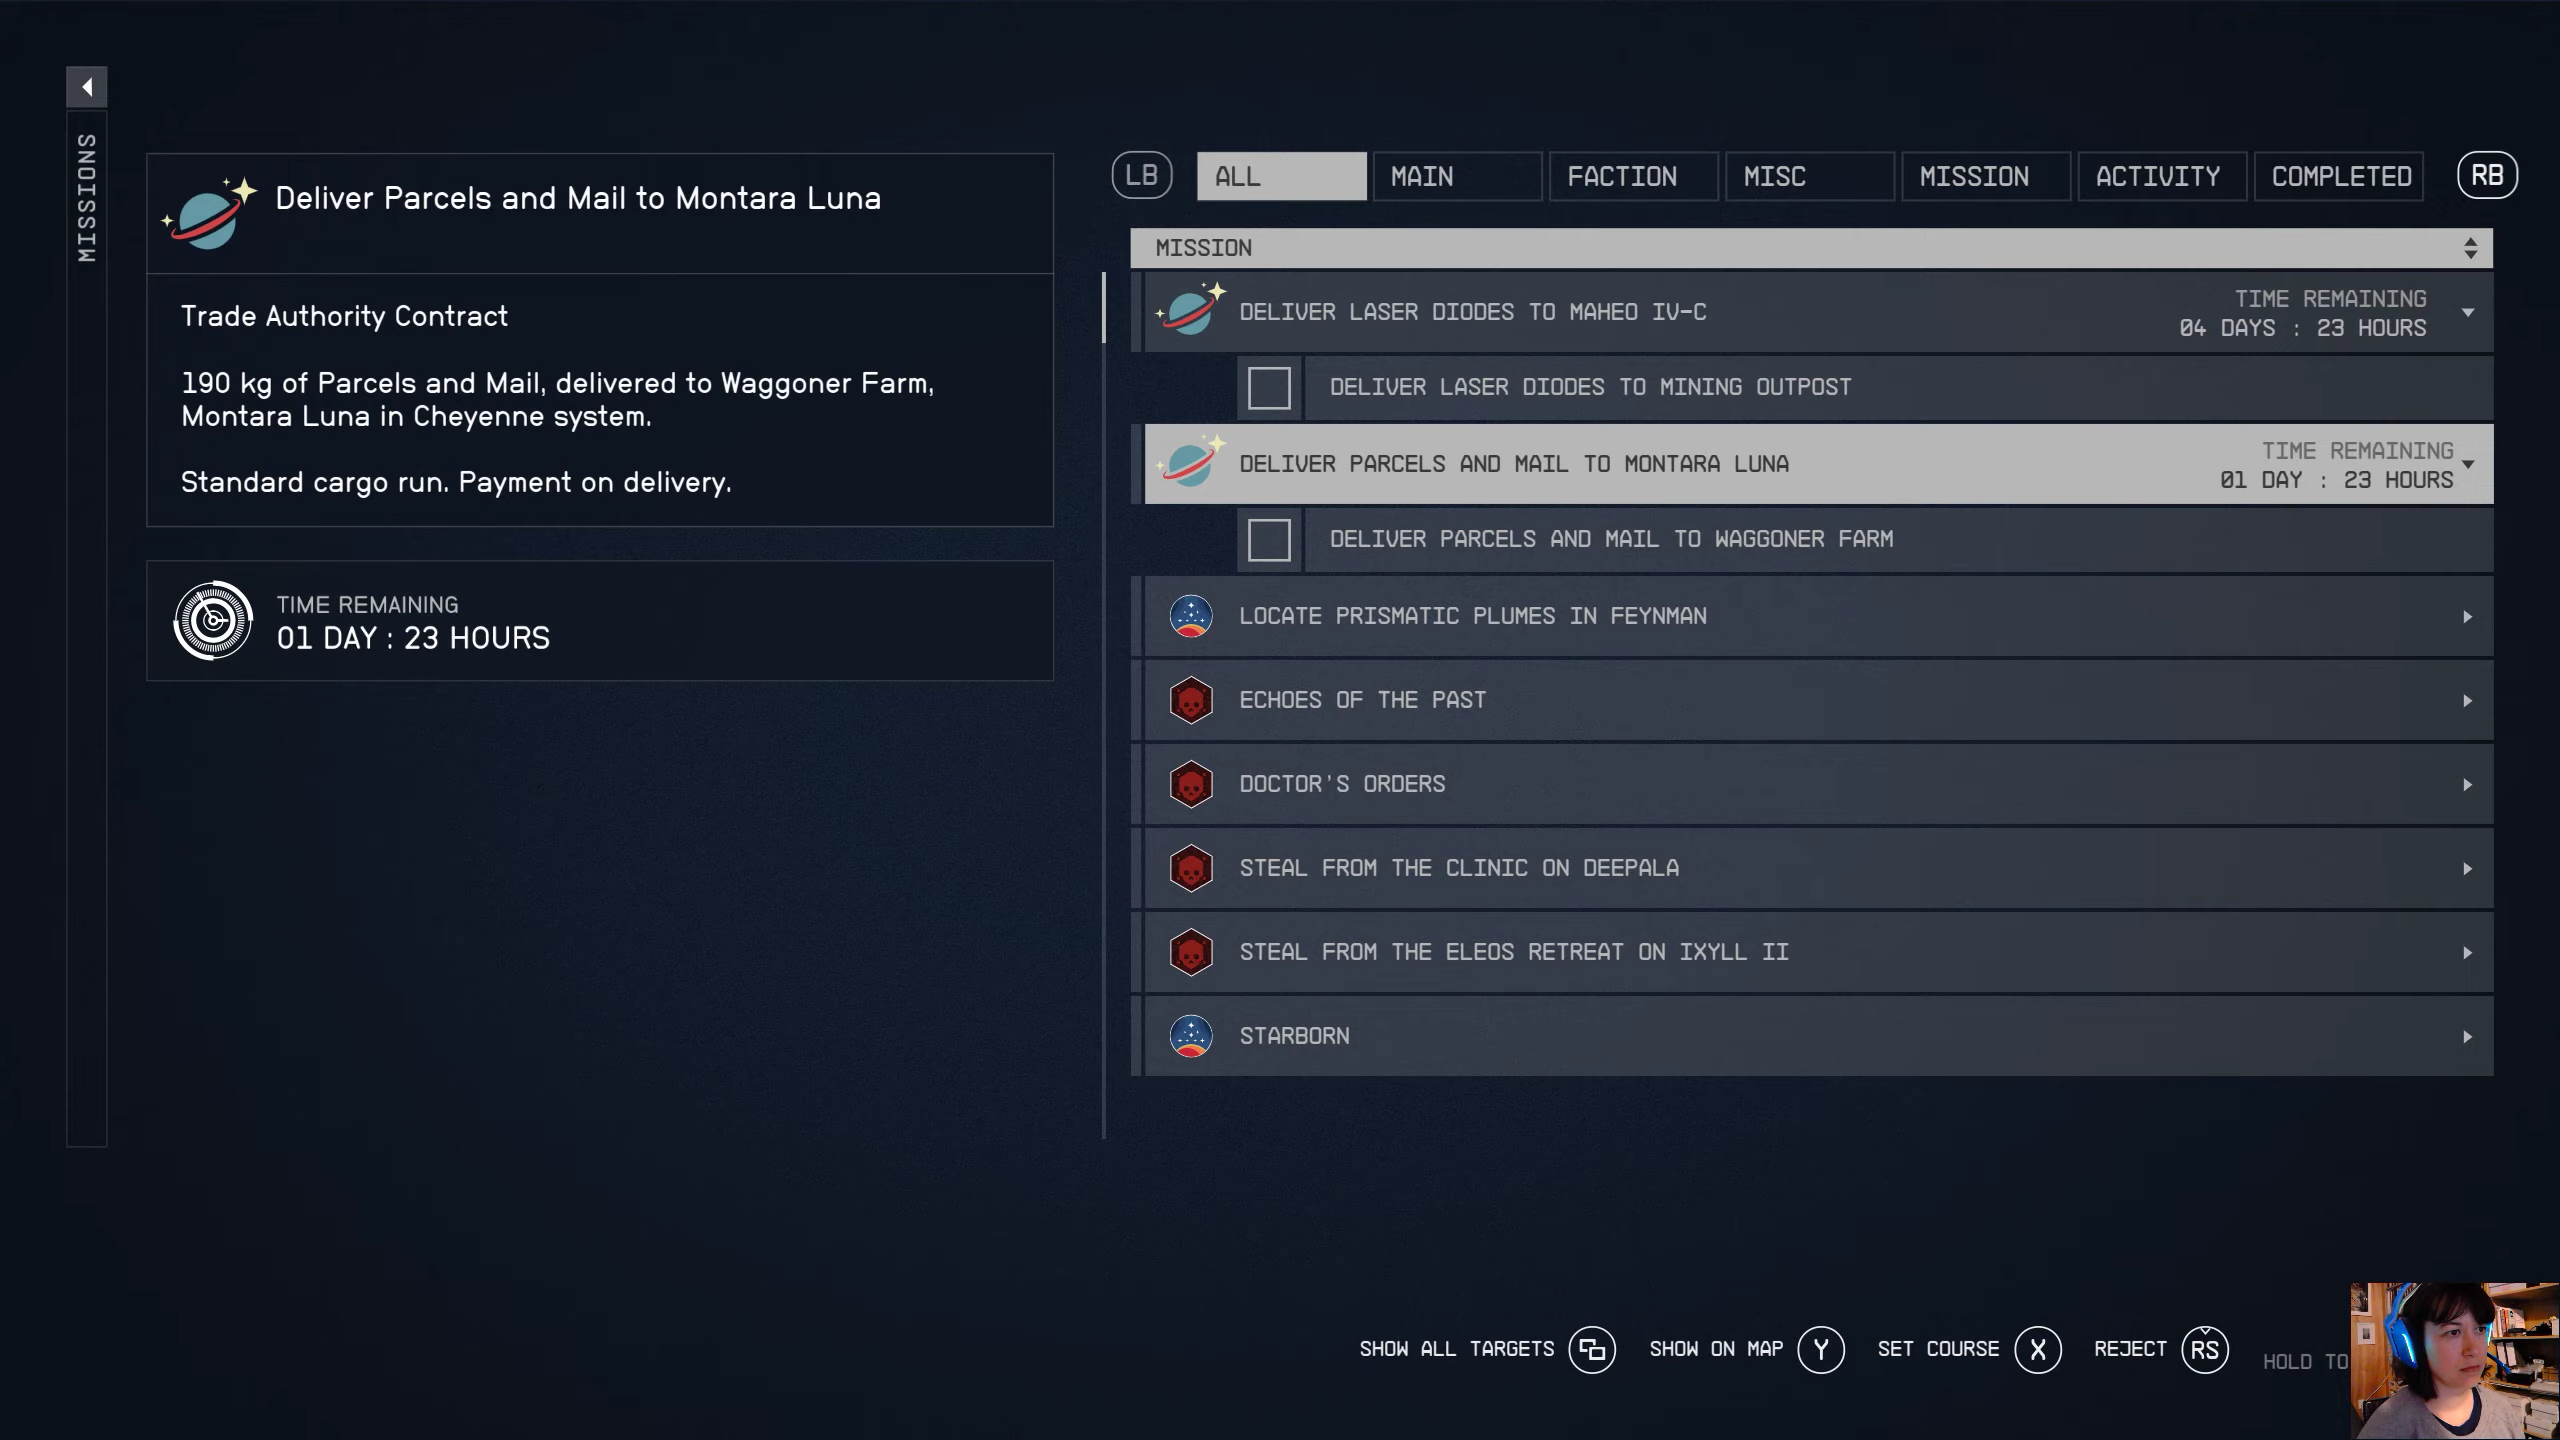 MISSIONS
Deliver Parcels and Mail to Montara Luna
Trade Authority Contract
190 kg of Parcels and Mail, delivered to Waggoner Farm,
Montara Luna in Cheyenne system.
Standard cargo run. Payment on delivery.
TIME REMAINING
01 DAY : 23 HOURS
LB ALL MAIN FACTION MISC MISSION ACTIVITY COMPLETED RB
MISSION
DELIVER LASER DIODES TO MAHEO IV-C
TIME REMAINING
04 DAYS : 23 HOURS
DELIVER LASER DIODES TO MINING OUTPOST
DELIVER PARCELS AND MAIL TO MONTARA LUNA
TIME REMAINING
01 DAY : 23 HOURS
DELIVER PARCELS AND MAIL TO WAGGONER FARM
LOCATE PRISMATIC PLUMES IN FEYNMAN
ECHOES OF THE PAST
DOCTOR'S ORDERS
STEAL FROM THE CLINIC ON DEEPALA
STEAL FROM THE ELEOS RETREAT ON IXYLL II
STARBORN
SHOW ALL TARGETS SHOW ON MAP Y SET COURSE X REJECT RS HOLD TO